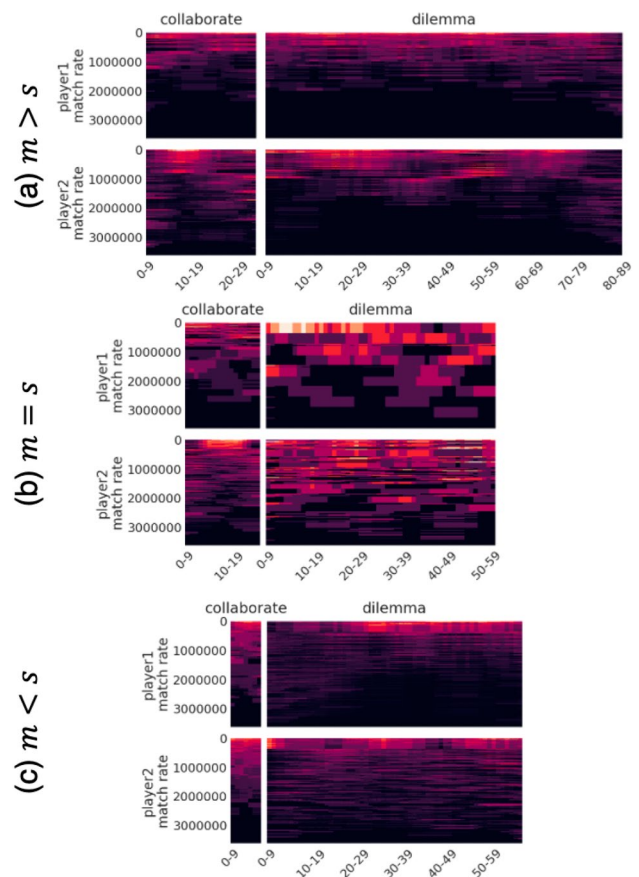 collaborate dilemma
(a) m > s
player1
match rate
0
1000000
2000000
3000000
player2
match rate
0
1000000
2000000
3000000
0-9 10-19 20-29 0-9 10-19 20-29 30-39 40-49 50-59 60-69 70-79 80-89
collaborate dilemma
(b) m = s
player1
match rate
0
1000000
2000000
3000000
player2
match rate
0
1000000
2000000
3000000
0-9 10-19 0-9 10-19 20-29 30-39 40-49 50-59
collaborate dilemma
(c) m < s
player1
match rate
0
1000000
2000000
3000000
player2
match rate
0
1000000
2000000
3000000
0-9 0-9 10-19 20-29 30-39 40-49 50-59